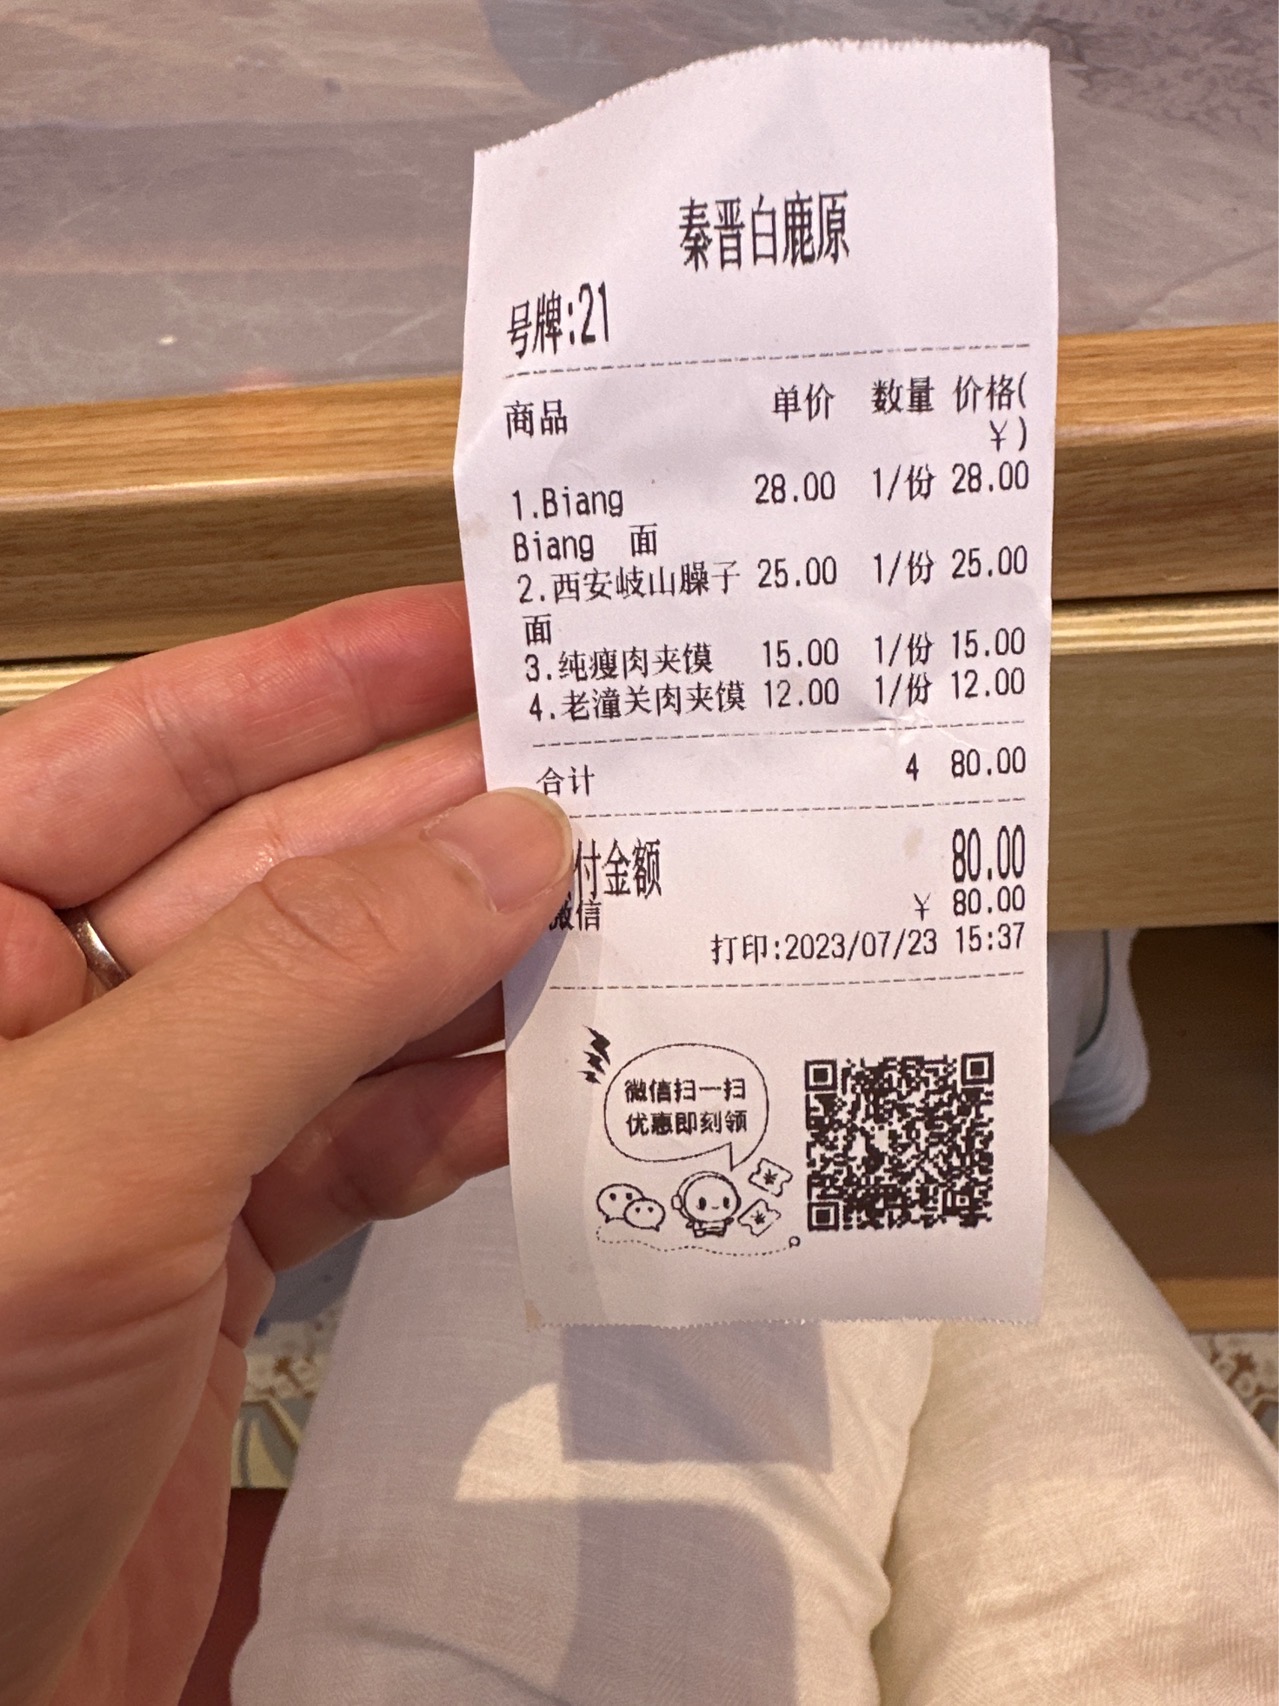 秦晋白鹿原
号牌:21
商品 单价 数量 价格(
¥)
1.Biang 28.00 1/份 28.00
Biang 面
2.西安岐山臊子 25.00 1/份 25.00
面
3.纯瘦肉夹馍 15.00 1/份 15.00
4.老潼关肉夹馍 12.00 1/份 12.00
合计 4 80.00
付金额 80.00
微信 ¥ 80.00
打印:2023/07/23 15:37
微信扫一扫
优惠即刻领